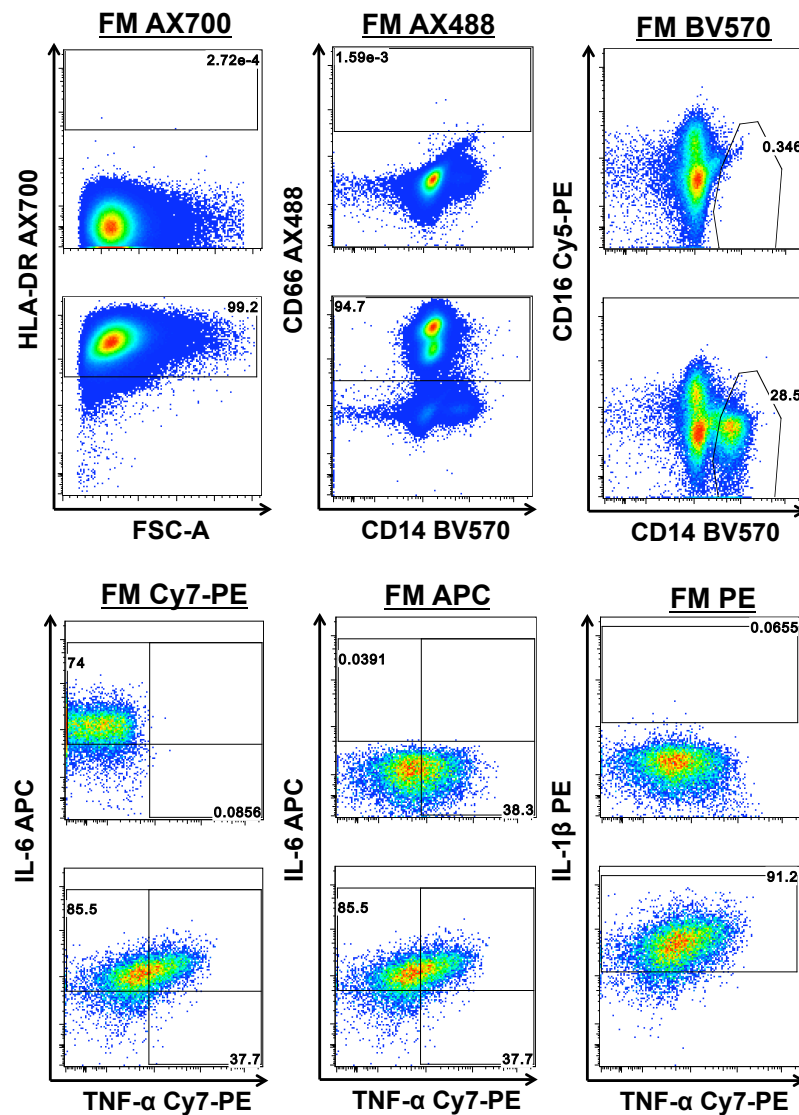 FM AX700
FM AX488
FM BV570
2.72e-4
1.59e-3
0.346
HLA-DR AX700
CD66 AX488
CD16 Cy5-PE
99.2
94.7
28.5
FSC-A
CD14 BV570
CD14 BV570
FM Cy7-PE
FM APC
FM PE
74
0.0856
0.0391
38.3
0.0655
IL-6 APC
IL-6 APC
IL-1β PE
85.5
37.7
85.5
37.7
91.2
TNF-α Cy7-PE
TNF-α Cy7-PE
TNF-α Cy7-PE